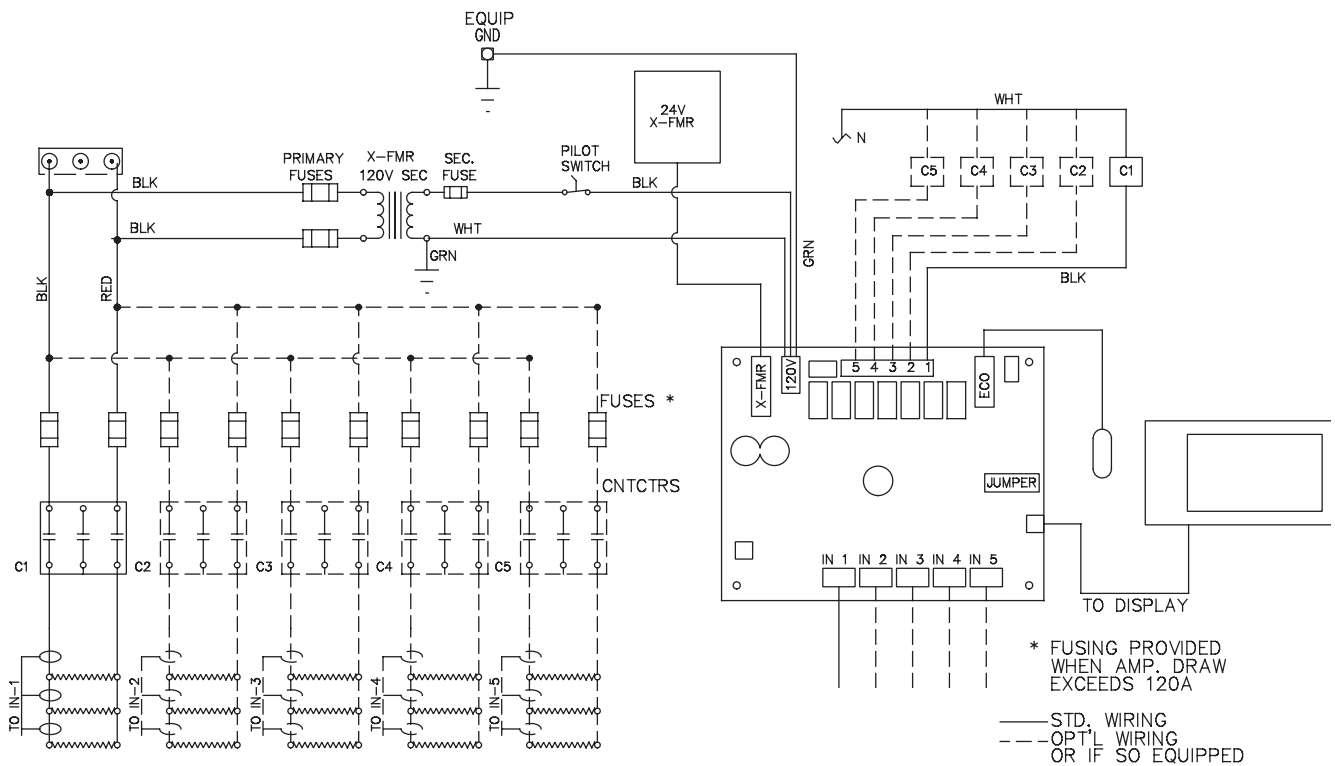 EQUIP
GND
24V
X-FMR
WHT
N
PRIMARY
FUSES
X-FMR
120V SEC
SEC.
FUSE
PILOT
SWITCH
C5
C4
C3
C2
C1
BLK
BLK
BLK
WHT
GRN
GRN
BLK
BLK
RED
X-FMR
120V
5 4 3 2 1
ECO
FUSES *
CNTCTRS
JUMPER
C1
C2
C3
C4
C5
IN 1
IN 2
IN 3
IN 4
IN 5
TO DISPLAY
TO IN-1
TO IN-2
TO IN-3
TO IN-4
TO IN-5
* FUSING PROVIDED
WHEN AMP. DRAW
EXCEEDS 120A
STD. WIRING
OPT'L WIRING
OR IF SO EQUIPPED